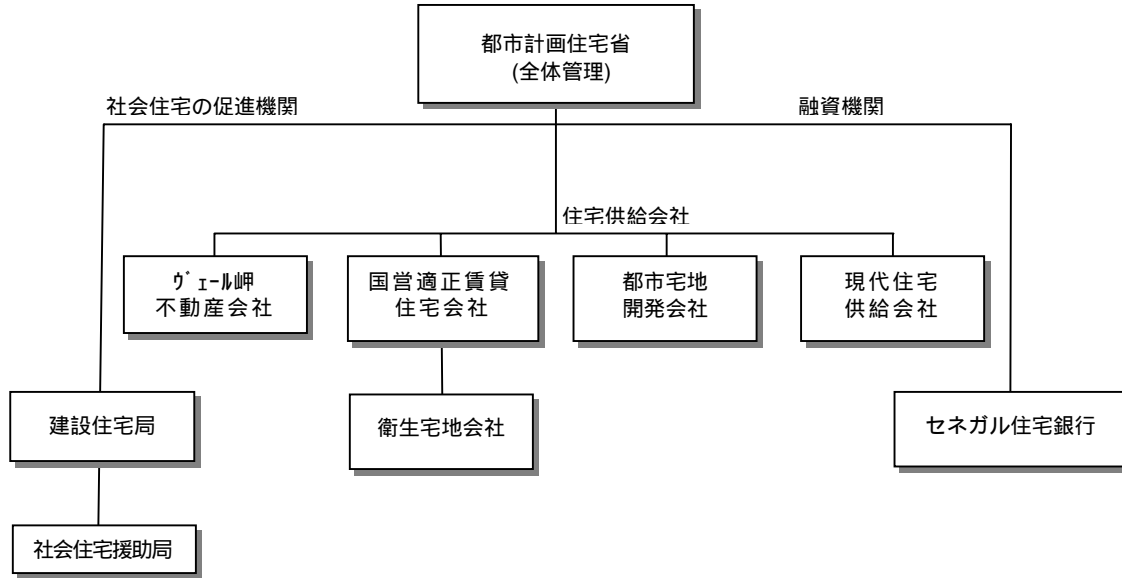 都市計画住宅省
(全体管理)
社会住宅の促進機関
融資機関
住宅供給会社
ヴェール岬
不動産会社
国営適正賃貸
住宅会社
都市宅地
開発会社
現代住宅
供給会社
建設住宅局
衛生宅地会社
セネガル住宅銀行
社会住宅援助局